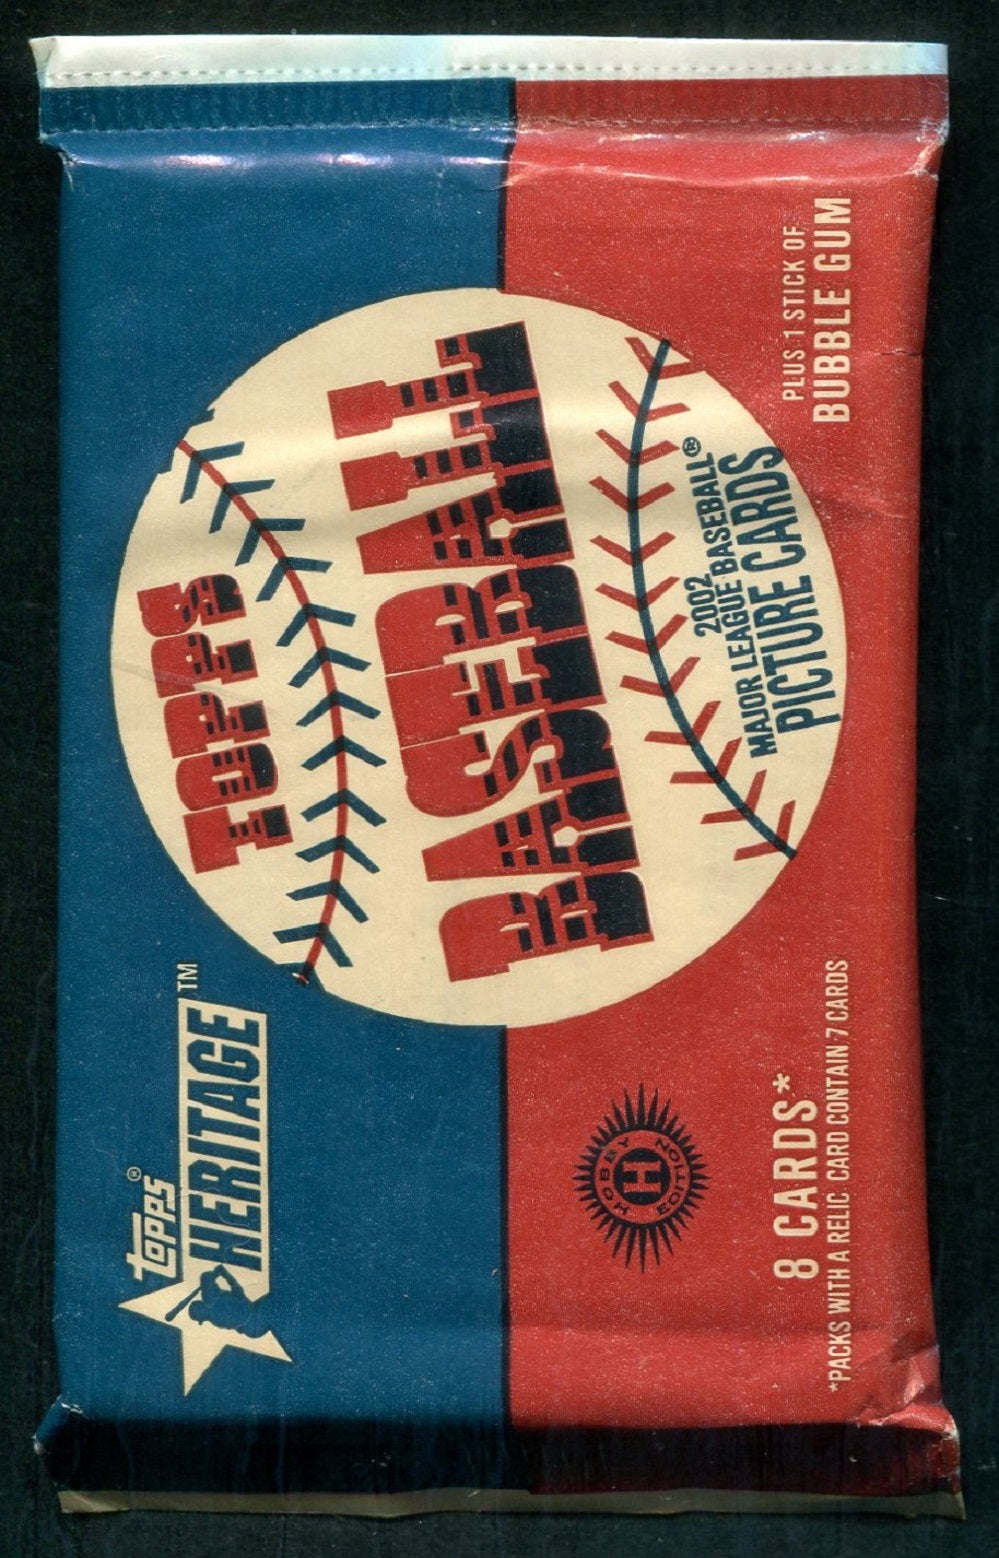 topps®
HERITAGE™
TOPPS
BASEBALL
2002
MAJOR LEAGUE BASEBALL®
PICTURE CARDS
HOBBY
H
EDITION
8 CARDS*
*PACKS WITH A RELIC CARD CONTAIN 7 CARDS
PLUS 1 STICK OF
BUBBLE GUM